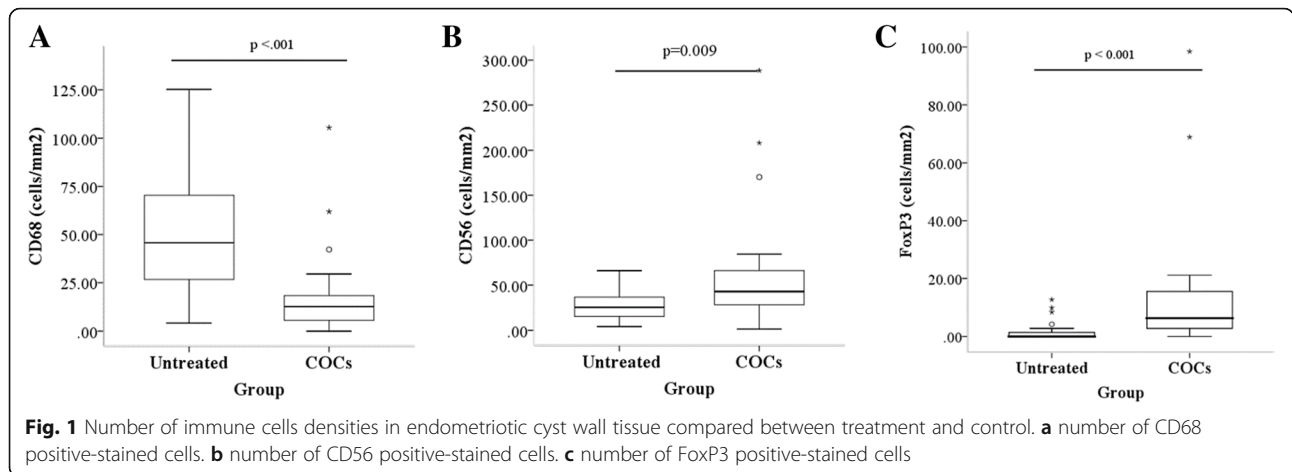 A
p <.001
CD68 (cells/mm2)
125.00
100.00
75.00
50.00
25.00
.00
Untreated COCs
Group
B
p=0.009
CD56 (cells/mm2)
300.00
250.00
200.00
150.00
100.00
50.00
.00
Untreated COCs
Group
C
p < 0.001
FoxP3 (cells/mm2)
100.00
80.00
60.00
40.00
20.00
.00
Untreated COCs
Group
Fig. 1 Number of immune cells densities in endometriotic cyst wall tissue compared between treatment and control. a number of CD68
positive-stained cells. b number of CD56 positive-stained cells. c number of FoxP3 positive-stained cells